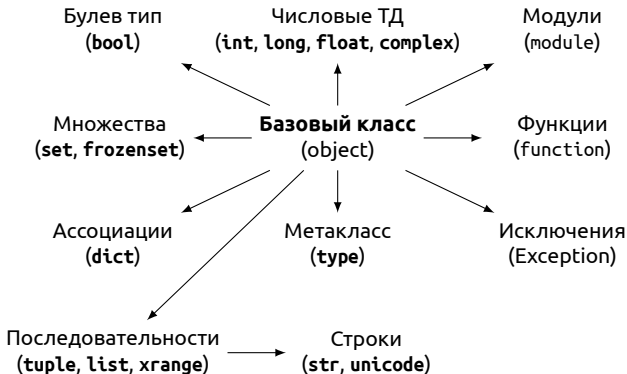 Булев тип
(bool)
Числовые ТД
(int, long, float, complex)
Модули
(module)
Множества
(set, frozenset)
Базовый класс
(object)
Функции
(function)
Ассоциации
(dict)
Метакласс
(type)
Исключения
(Exception)
Последовательности
(tuple, list, xrange)
Строки
(str, unicode)